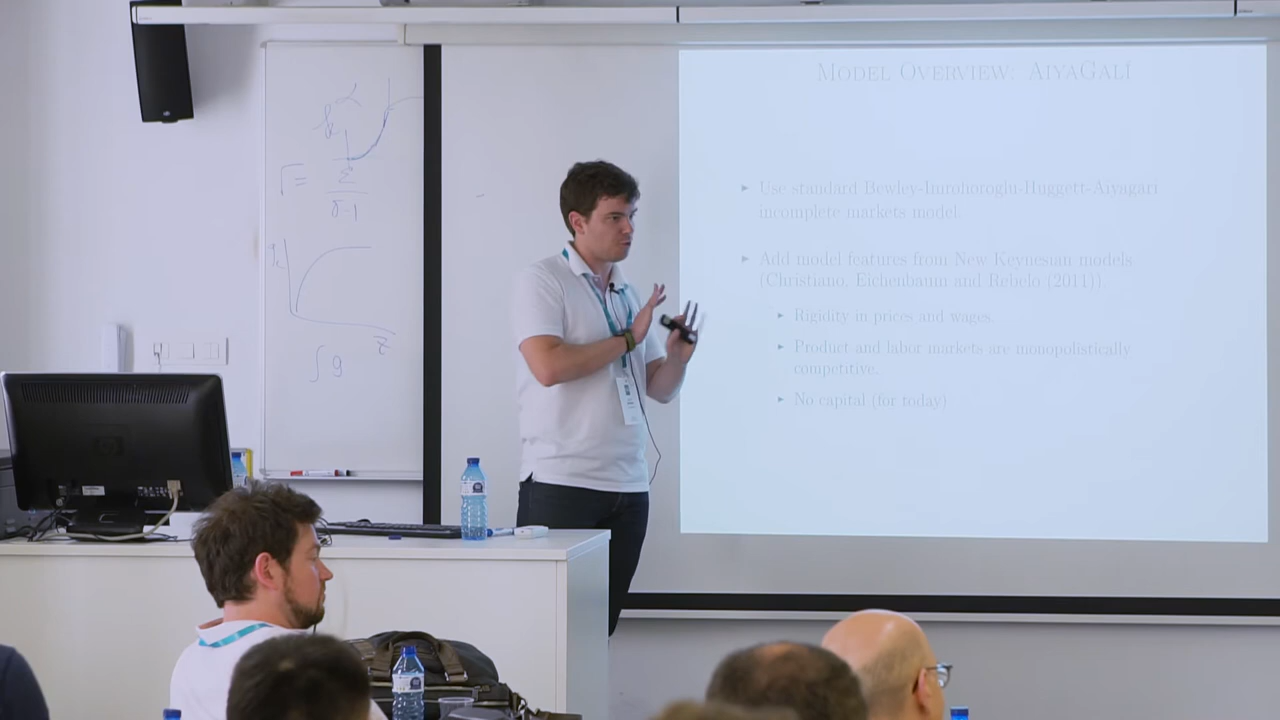 MODEL OVERVIEW: AIYAGALÍ
▸ Use standard Bewley-Imrohoroglu-Huggett-Aiyagari
incomplete markets model.
▸ Add model features from New Keynesian models
(Christiano, Eichenbaum and Rebelo (2011)).
▸ Rigidity in prices and wages.
▸ Product and labor markets are monopolistically
competitive.
▸ No capital (for today)